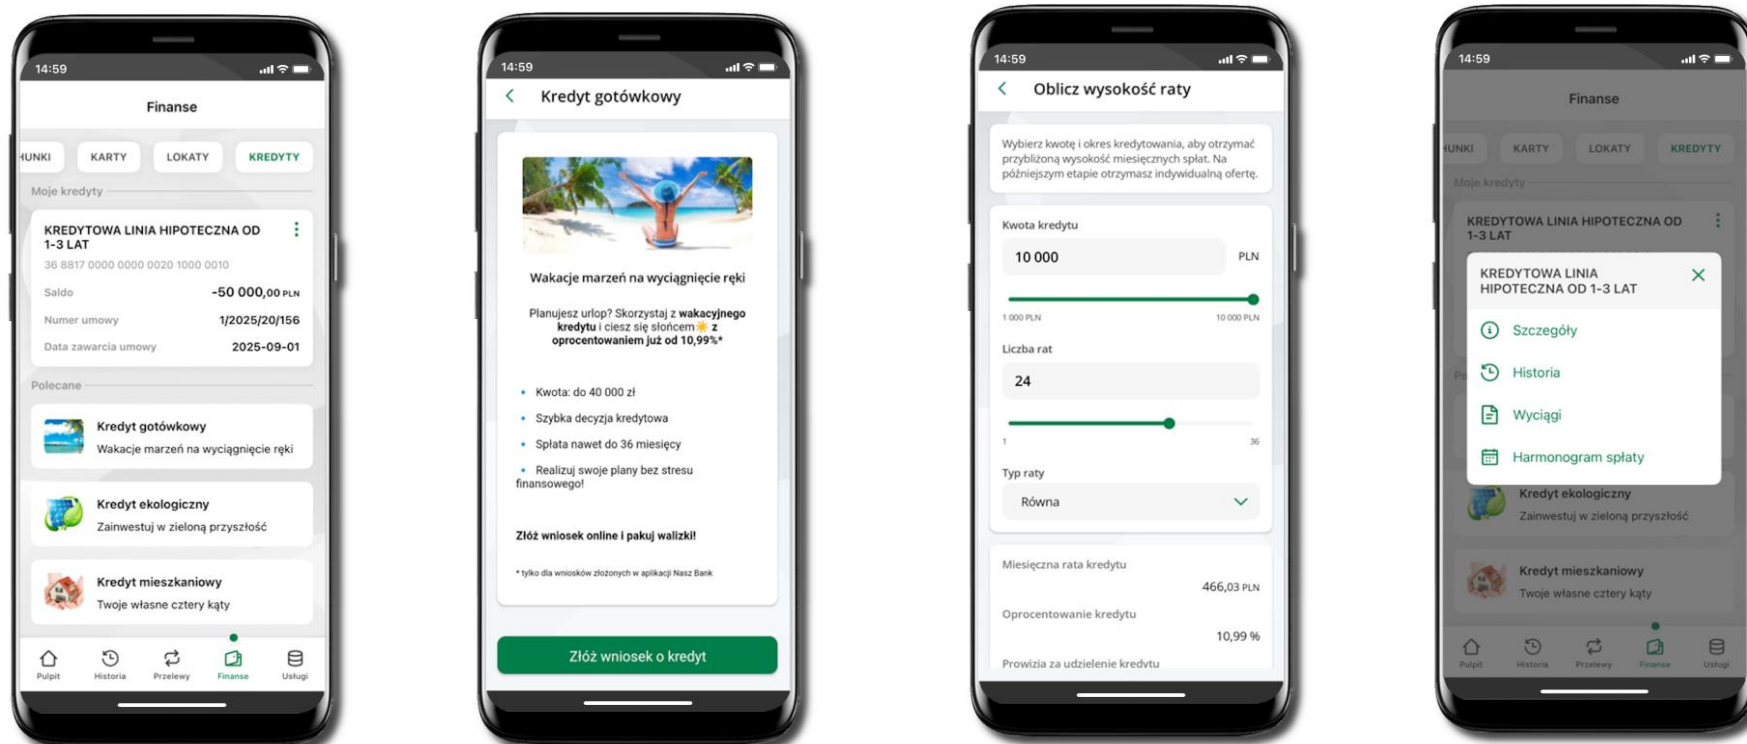 14:59
Finanse
HUNKI KARTY LOKATY KREDYTY
Moje kredyty
KREDYTOWA LINIA HIPOTECZNA OD
1-3 LAT
36 8817 0000 0000 0020 1000 0010
Saldo -50 000,00 PLN
Numer umowy 1/2025/20/156
Data zawarcia umowy 2025-09-01
Polecane
Kredyt gotówkowy
Wakacje marzeń na wyciągnięcie ręki
Kredyt ekologiczny
Zainwestuj w zieloną przyszłość
Kredyt mieszkaniowy
Twoje własne cztery kąty
Pulpit Historia Przelewy Finanse Usługi
14:59
Kredyt gotówkowy
Wakacje marzeń na wyciągnięcie ręki
Planujesz urlop? Skorzystaj z wakacyjnego
kredytu i ciesz się słońcem☀️ z
oprocentowaniem już od 10,99%*
Kwota: do 40 000 zł
Szybka decyzja kredytowa
Spłata nawet do 36 miesięcy
Realizuj swoje plany bez stresu
finansowego!
Złóż wniosek online i pakuj walizki!
* tylko dla wniosków złożonych w aplikacji Nasz Bank
Złóż wniosek o kredyt
14:59
Oblicz wysokość raty
Wybierz kwotę i okres kredytowania, aby otrzymać
przybliżoną wysokość miesięcznych spłat. Na
późniejszym etapie otrzymasz indywidualną ofertę.
Kwota kredytu
10 000 PLN
1 000 PLN 10 000 PLN
Liczba rat
24
1 36
Typ raty
Równa
Miesięczna rata kredytu
466,03 PLN
Oprocentowanie kredytu
10,99 %
Prowizja za udzielenie kredytu
14:59
Finanse
HUNKI KARTY LOKATY KREDYTY
Moje kredyty
KREDYTOWA LINIA HIPOTECZNA OD
1-3 LAT
KREDYTOWA LINIA
HIPOTECZNA OD 1-3 LAT
Szczegóły
Historia
Wyciągi
Harmonogram spłaty
Po
Kredyt ekologiczny
Zainwestuj w zieloną przyszłość
Kredyt mieszkaniowy
Twoje własne cztery kąty
Pulpit Historia Przelewy Finanse Usługi